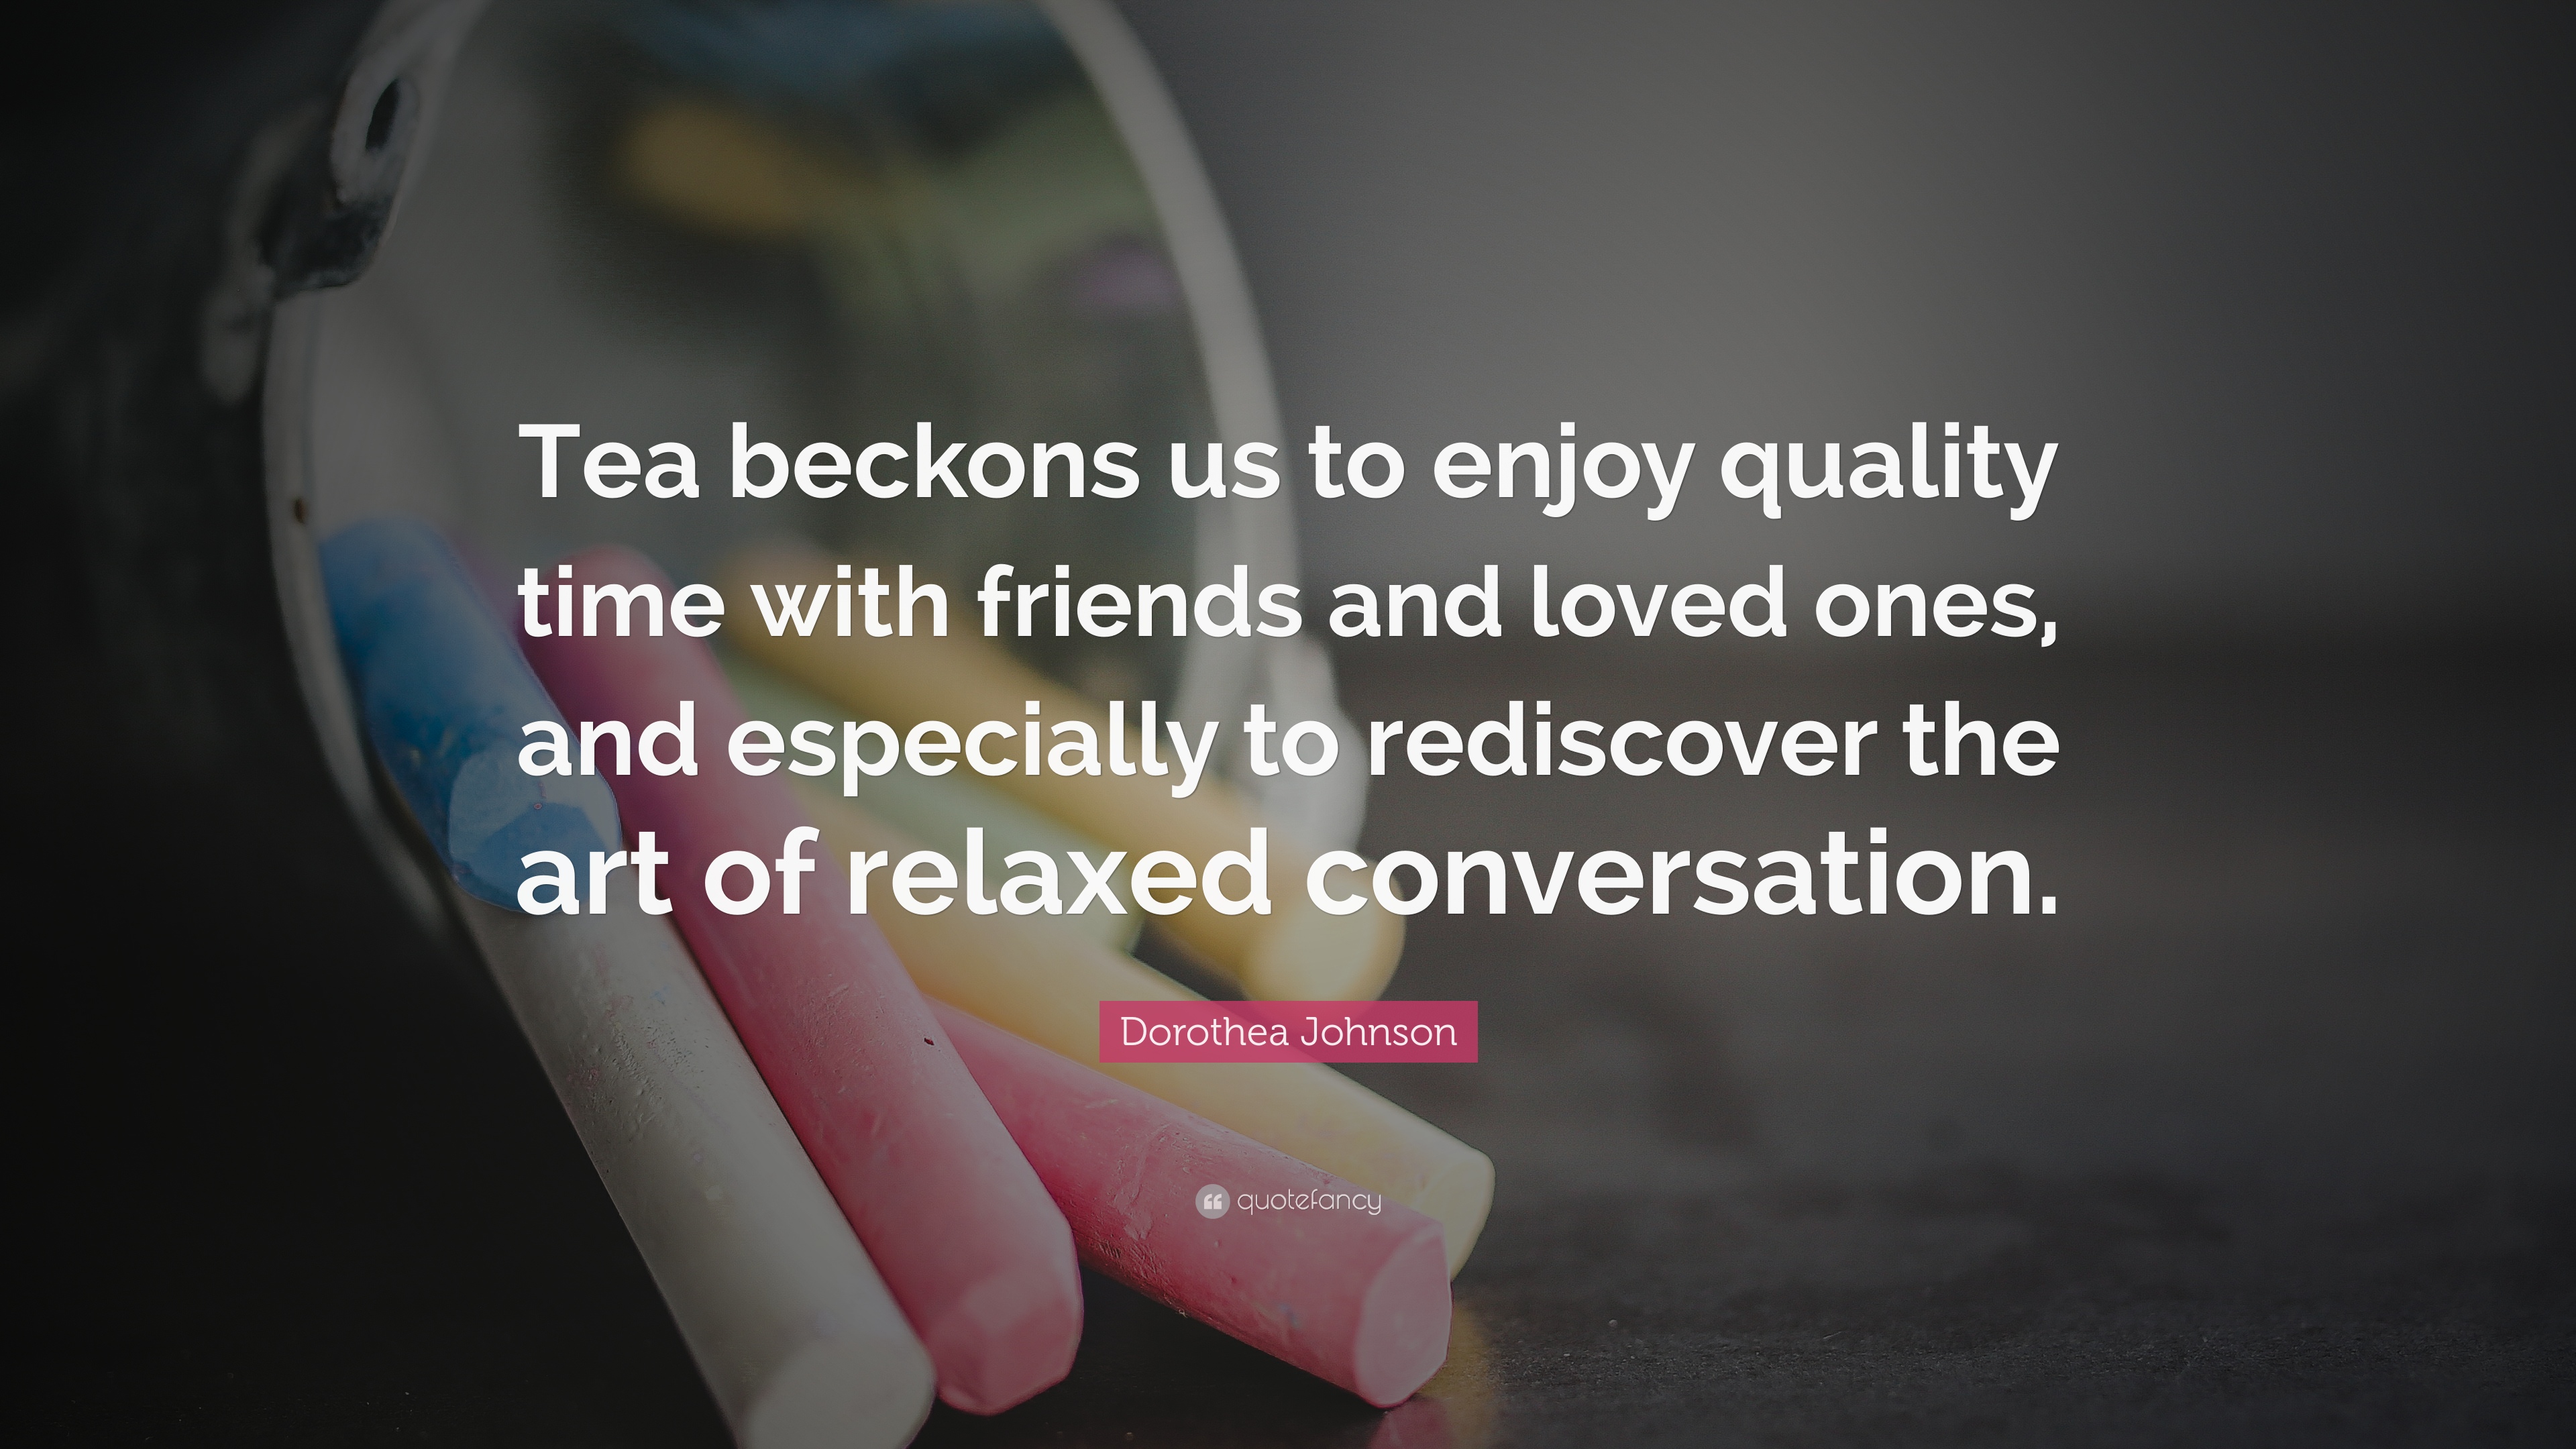 Tea beckons us to enjoy quality
time with friends and loved ones,
and especially to rediscover the
art of relaxed conversation.
Dorothea Johnson
quotefancy